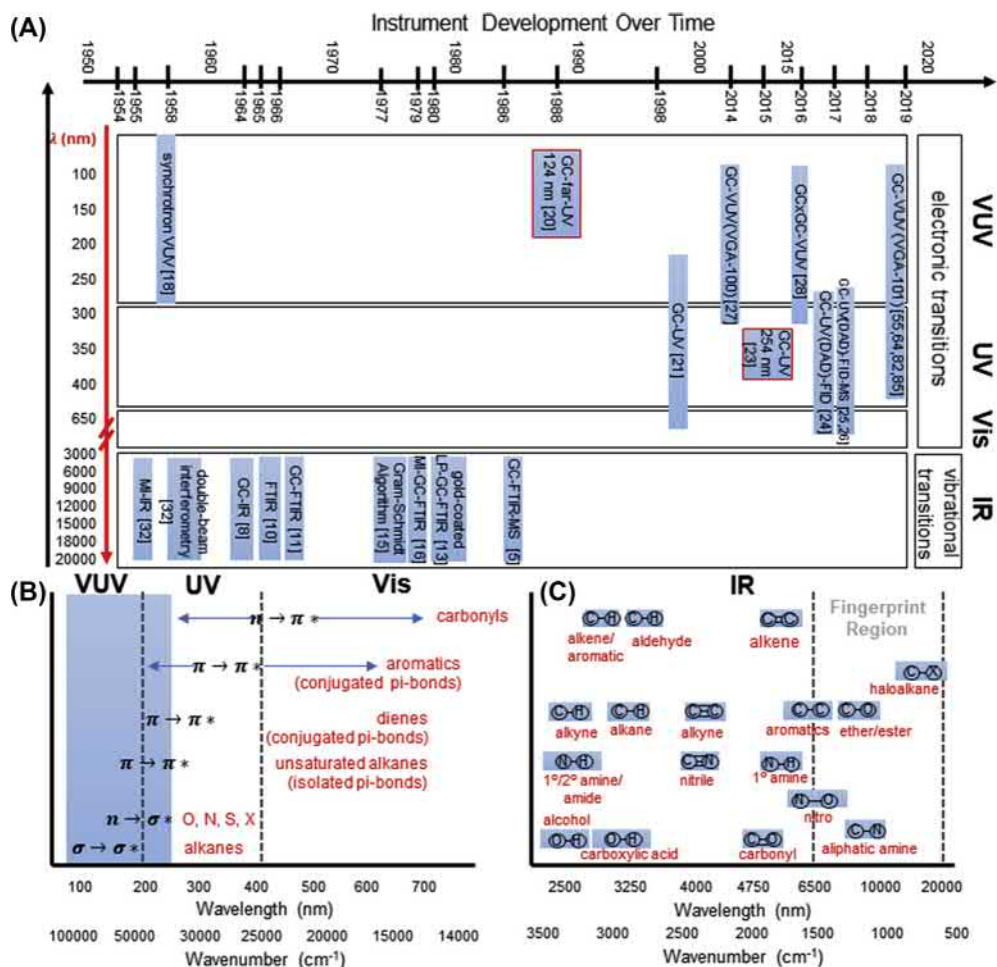 (A)
Instrument Development Over Time
1950
1960
1970
1980
1990
2000
2015
2020
1954
1955
1958
1964
1965
1966
1977
1979
1980
1986
1988
1998
2014
2015
2016
2017
2018
2019
λ (nm)
100
150
200
250
300
350
400
650
3000
6000
9000
12000
15000
18000
20000
synchrotron VUV [18]
GC-far-UV
124 nm [20]
GC-UV [21]
GC-VUV(VGA-100) [27]
GC-UV
254 nm
[23]
GCxGC-VUV [28]
GC-UV(DAD)-FID [24]
GC-UV(DAD)-FID-MS [25,26]
GC-VUV(VGA-101) [55,64,82,85]
MI-IR [32]
double-beam
interferometry
[32]
GC-IR [8]
FTIR [10]
GC-FTIR [11]
Gram-Schmidt
Algorithm [15]
MI-GC-FTIR [16]
gold-coated
LP-GC-FTIR [13]
GC-FTIR-MS [5]
electronic transitions
vibrational
transitions
VUV
UV
Vis
IR
(B)
VUV
UV
Vis
n → π *
carbonyls
π → π *
aromatics
(conjugated pi-bonds)
π → π *
dienes
(conjugated pi-bonds)
π → π *
unsaturated alkanes
(isolated pi-bonds)
n → σ *
O, N, S, X
σ → σ *
alkanes
100
200
300
400
500
600
700
Wavelength (nm)
100000
50000
30000
25000
20000
15000
14000
Wavenumber (cm⁻¹)
(C)
IR
Fingerprint
Region
C-H
alkene/
aromatic
C-H
aldehyde
C=C
alkene
C-X
haloalkane
C-H
alkyne
C-H
alkane
C≡C
alkyne
C-C
aromatics
C-O
ether/ester
N-H
1°/2° amine/
amide
C≡N
nitrile
N-H
1° amine
N-O
nitro
alcohol
O-H
O-H
carboxylic acid
C=O
carbonyl
C-N
aliphatic amine
2500
3250
4000
4750
6500
10000
20000
Wavelength (nm)
3500
3000
2500
2000
1500
1000
500
Wavenumber (cm⁻¹)